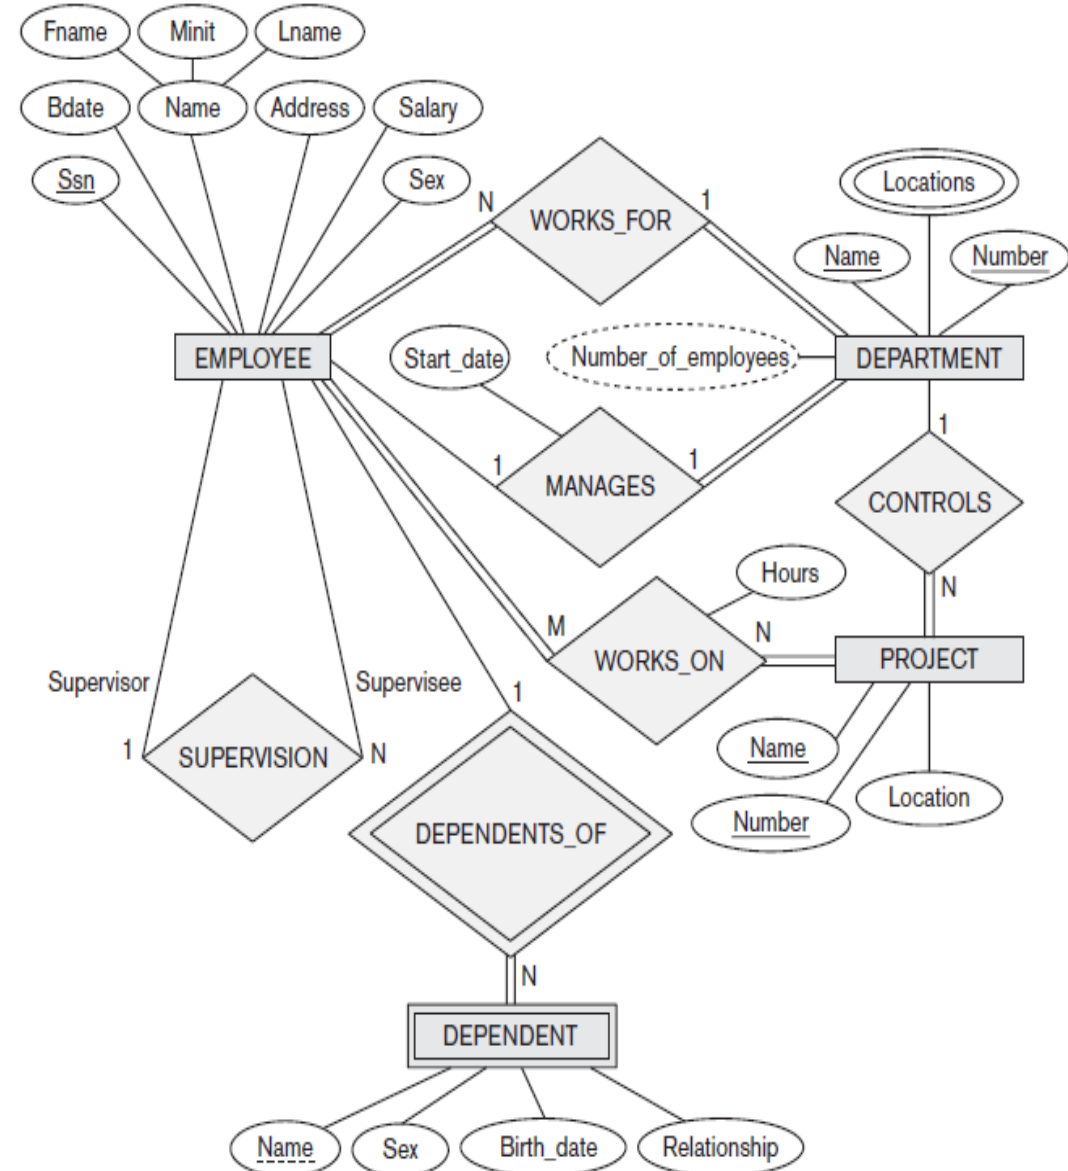 Fname Minit Lname
Bdate Name Address Salary
Ssn Sex
N WORKS_FOR 1
Locations
Name Number
EMPLOYEE Start_date Number_of_employees DEPARTMENT
1 MANAGES 1
1
CONTROLS
N
Hours
M WORKS_ON N PROJECT
Supervisor Supervisee
1 SUPERVISION N
1
Name
Number Location
DEPENDENTS_OF
N
DEPENDENT
Name Sex Birth_date Relationship